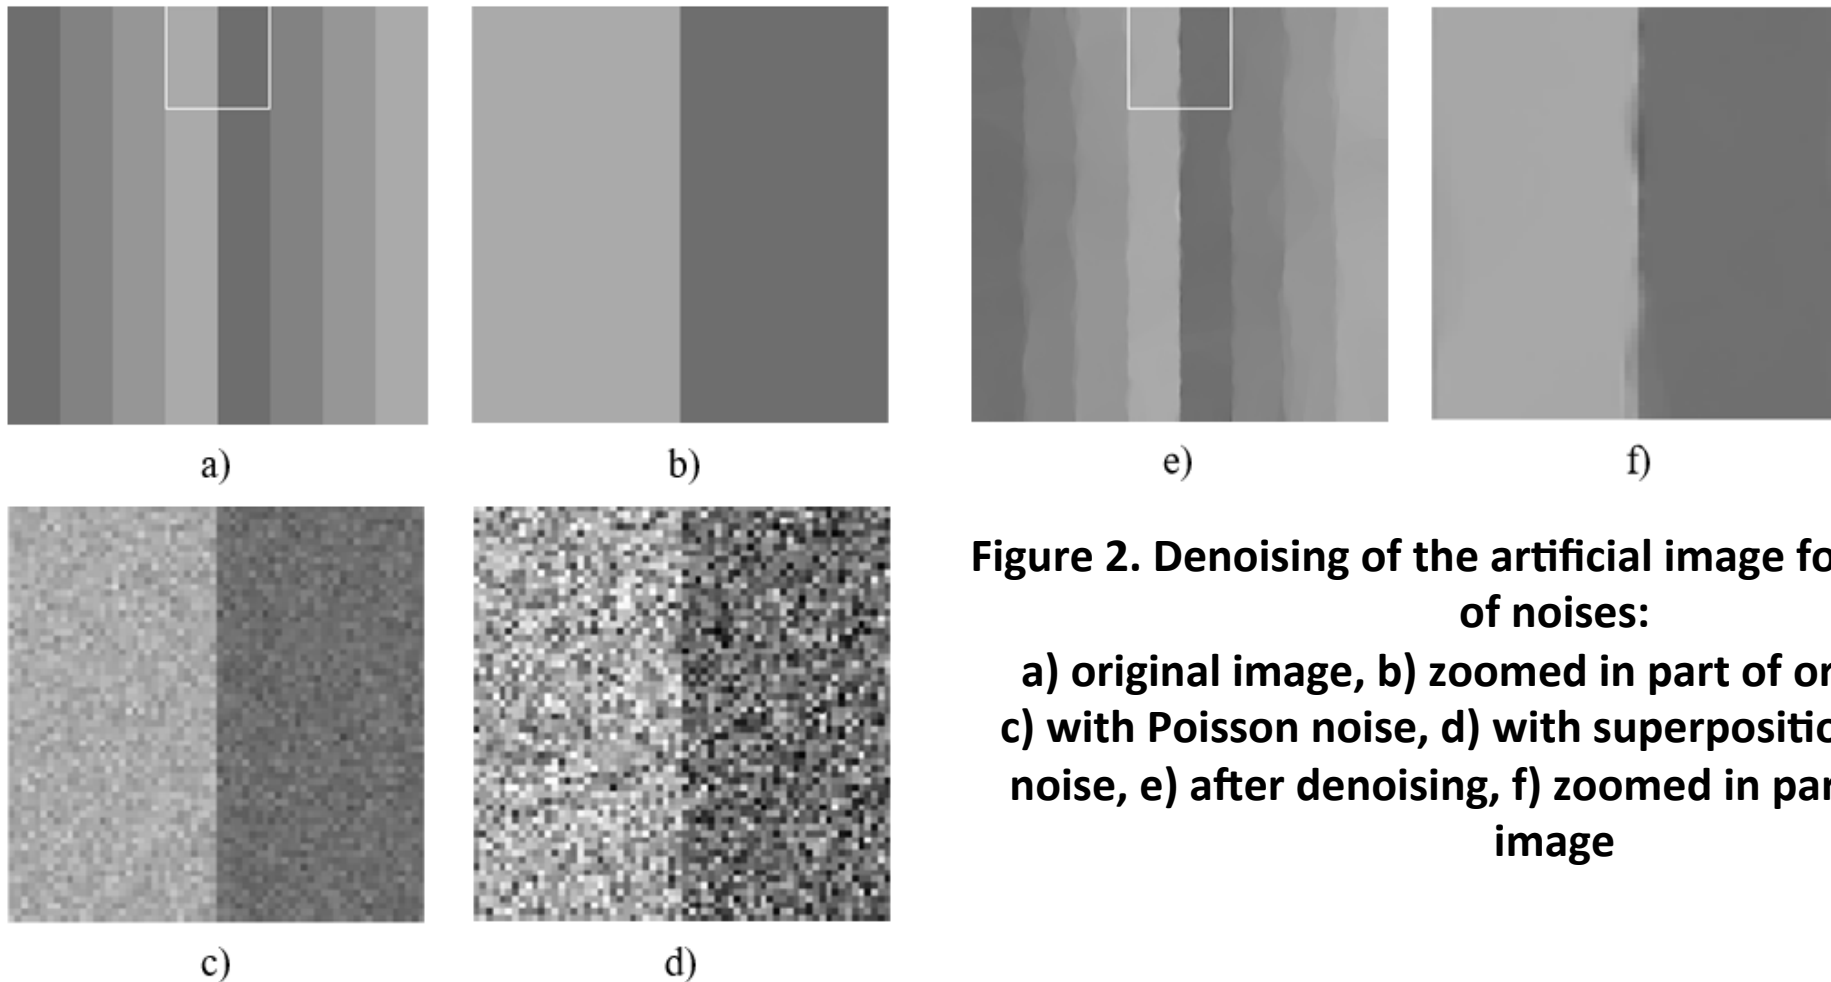 a)
b)
e)
f)
c)
d)
Figure 2. Denoising of the artificial image fo
of noises:
a) original image, b) zoomed in part of or
c) with Poisson noise, d) with superpositio
noise, e) after denoising, f) zoomed in par
image